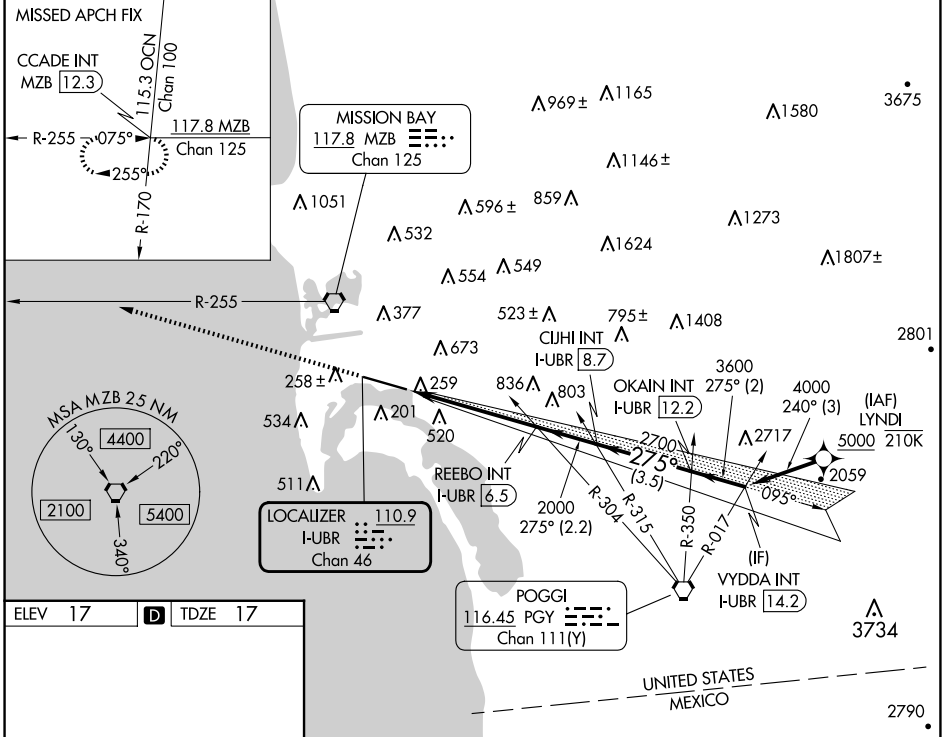 MISSED APCH FIX
CCADE INT
MZB 12.3
115.3 OCN
Chan 100
R-255
075°
117.8 MZB
Chan 125
255°
R-170
MISSION BAY
117.8 MZB
Chan 125
969±
1165
1580
3675
1146±
1051
596±
859
1273
532
1624
1807±
554
549
R-255
377
523±
795±
1408
2801
673
CIJHI INT
I-UBR 8.7
3600
275° (2)
258±
259
836
803
OKAIN INT
I-UBR 12.2
4000
240° (3)
(IAF)
LYNDI
5000 210K
MSA MZB 25 NM
130°
4400
220°
2100
5400
340°
534
201
520
2700
275°
(3.5)
2717
2059
095°
511
REEBO INT
I-UBR 6.5
2000
275° (2.2)
R-304
R-315
R-350
R-017
LOCALIZER 110.9
I-UBR
Chan 46
(IF)
VYDDA INT
I-UBR 14.2
POGGI
116.45 PGY
Chan 111(Y)
3734
ELEV 17 D TDZE 17
UNITED STATES
MEXICO
2790